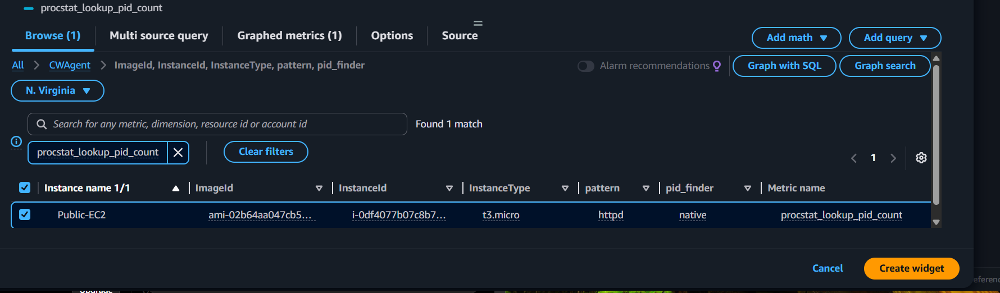 procstat_lookup_pid_count
Browse (1) Multi source query Graphed metrics (1) Options Source Add math Add query
All CWAgent ImageId, InstanceId, InstanceType, pattern, pid_finder Alarm recommendations Graph with SQL Graph search
N. Virginia
Search for any metric, dimension, resource id or account id Found 1 match
procstat_lookup_pid_count Clear filters 1
Instance name 1/1 ImageId InstanceId InstanceType pattern pid_finder Metric name
Public-EC2 ami-02b64aa047cb5... i-0df4077b07c8b7... t3.micro httpd native procstat_lookup_pid_count
Cancel Create widget
Upgrade